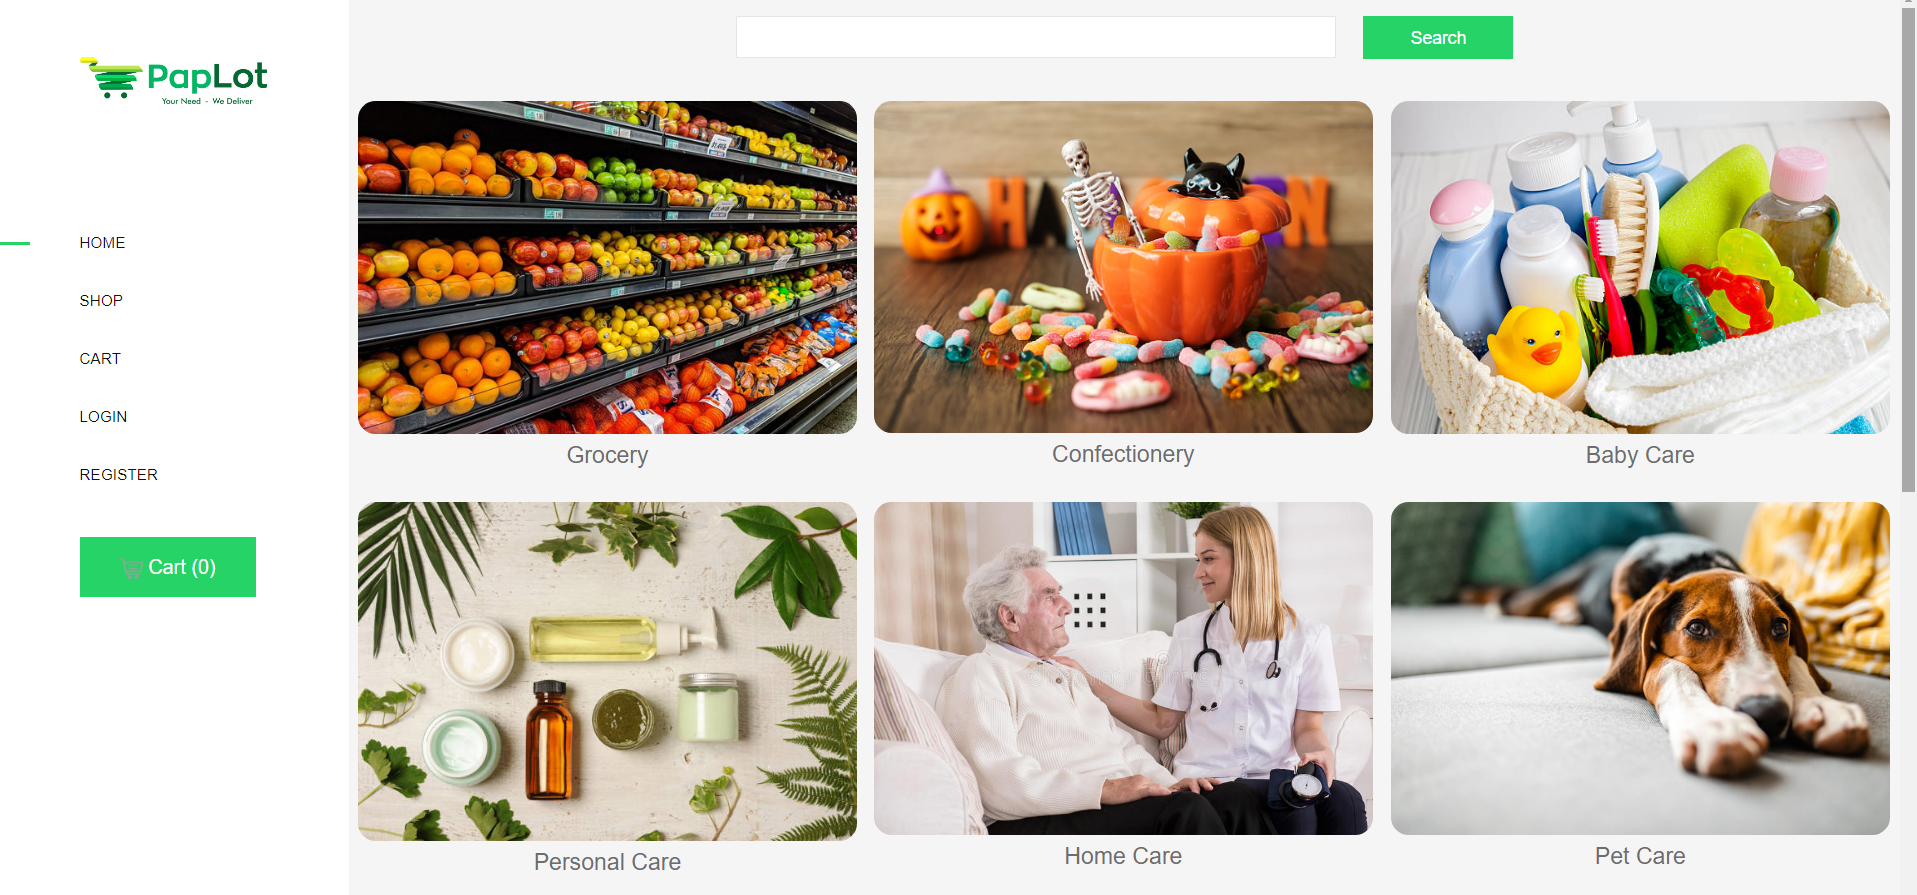 PapLot
Your Need - We Deliver
HOME
SHOP
CART
LOGIN
REGISTER
Cart (0)
Search
Grocery
Confectionery
Baby Care
Personal Care
Home Care
Pet Care